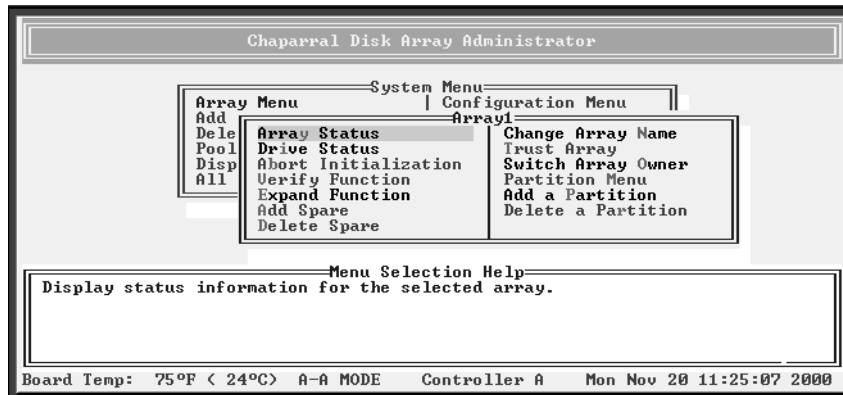 Chaparral Disk Array Administrator
System Menu
Array Menu | Configuration Menu
Add
Dele
Pool
Disp
All
Array1
Array Status
Drive Status
Abort Initialization
Verify Function
Expand Function
Add Spare
Delete Spare
Change Array Name
Trust Array
Switch Array Owner
Partition Menu
Add a Partition
Delete a Partition
Menu Selection Help
Display status information for the selected array.
Board Temp: 75°F ( 24°C) A-A MODE Controller A Mon Nov 20 11:25:07 2000